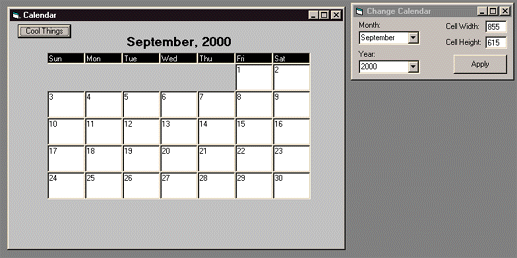 Calendar
Cool Things
September, 2000
Sun Mon Tue Wed Thu Fri Sat
1 2
3 4 5 6 7 8 9
10 11 12 13 14 15 16
17 18 19 20 21 22 23
24 25 26 27 28 29 30
Change Calendar
Month:
September
Year:
2000
Cell Width: 855
Cell Height: 615
Apply